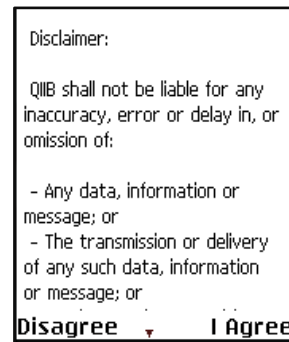 Disclaimer:
QIIB shall not be liable for any
inaccuracy, error or delay in, or
omission of:
- Any data, information or
message; or
- The transmission or delivery
of any such data, information
or message; or
Disagree I Agree